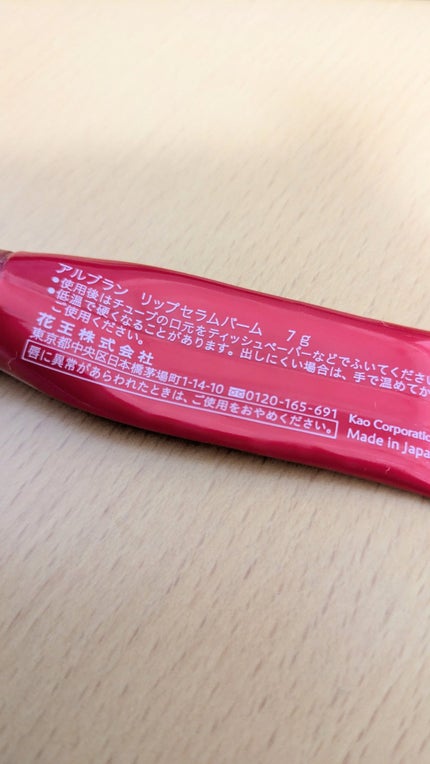 アルブラン リップセラムバーム 7g
•使用後はチューブの口元をティッシュペーパーなどでふいてください
•低温で硬くなることがあります。出しにくい場合は、手で温めてか
ご使用ください。
花王株式会社
東京都中央区日本橋茅場町1-14-10 0120-165-691
唇に異常があらわれたときは、ご使用をおやめください。
Kao Corporatio
Made in Japa